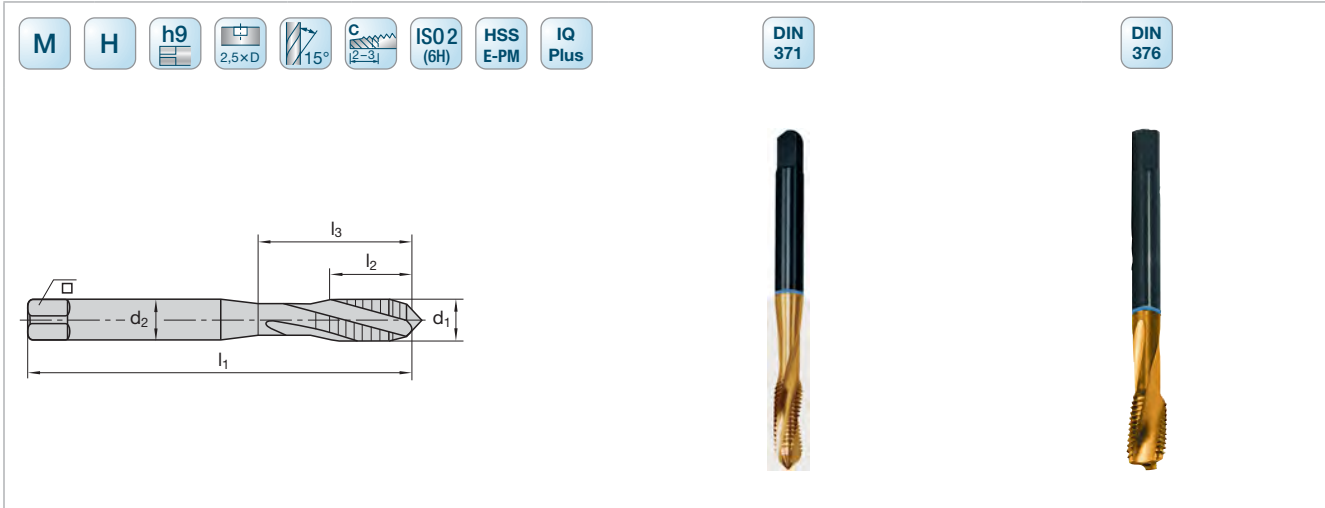 M
H
h9
2,5×D
15°
C
2–3
ISO 2
(6H)
HSS
E-PM
IQ
Plus
DIN
371
DIN
376
l₃
l₂
d₂
d₁
l₁